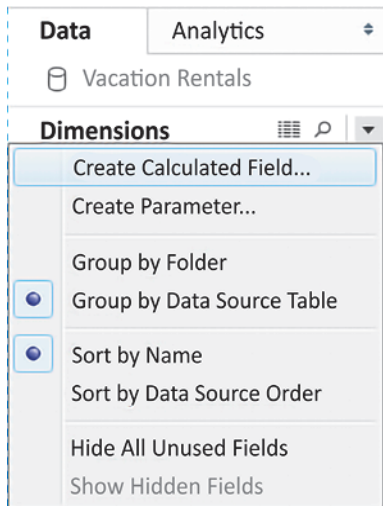 Data Analytics
Vacation Rentals
Dimensions
Create Calculated Field...
Create Parameter...
Group by Folder
Group by Data Source Table
Sort by Name
Sort by Data Source Order
Hide All Unused Fields
Show Hidden Fields